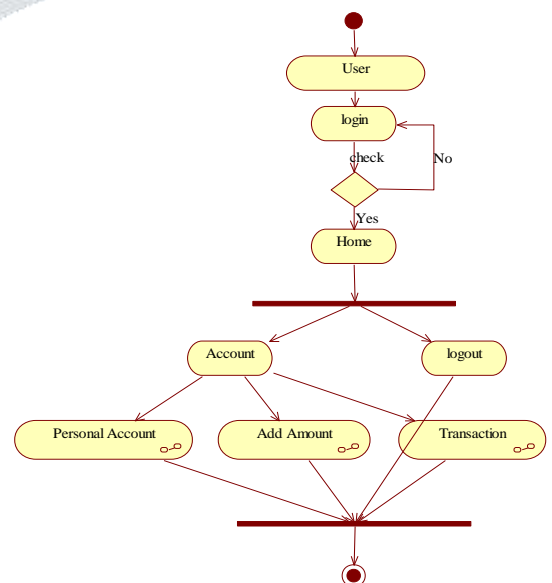 User
login
check
No
Yes
Home
Account
logout
Personal Account
Add Amount
Transaction